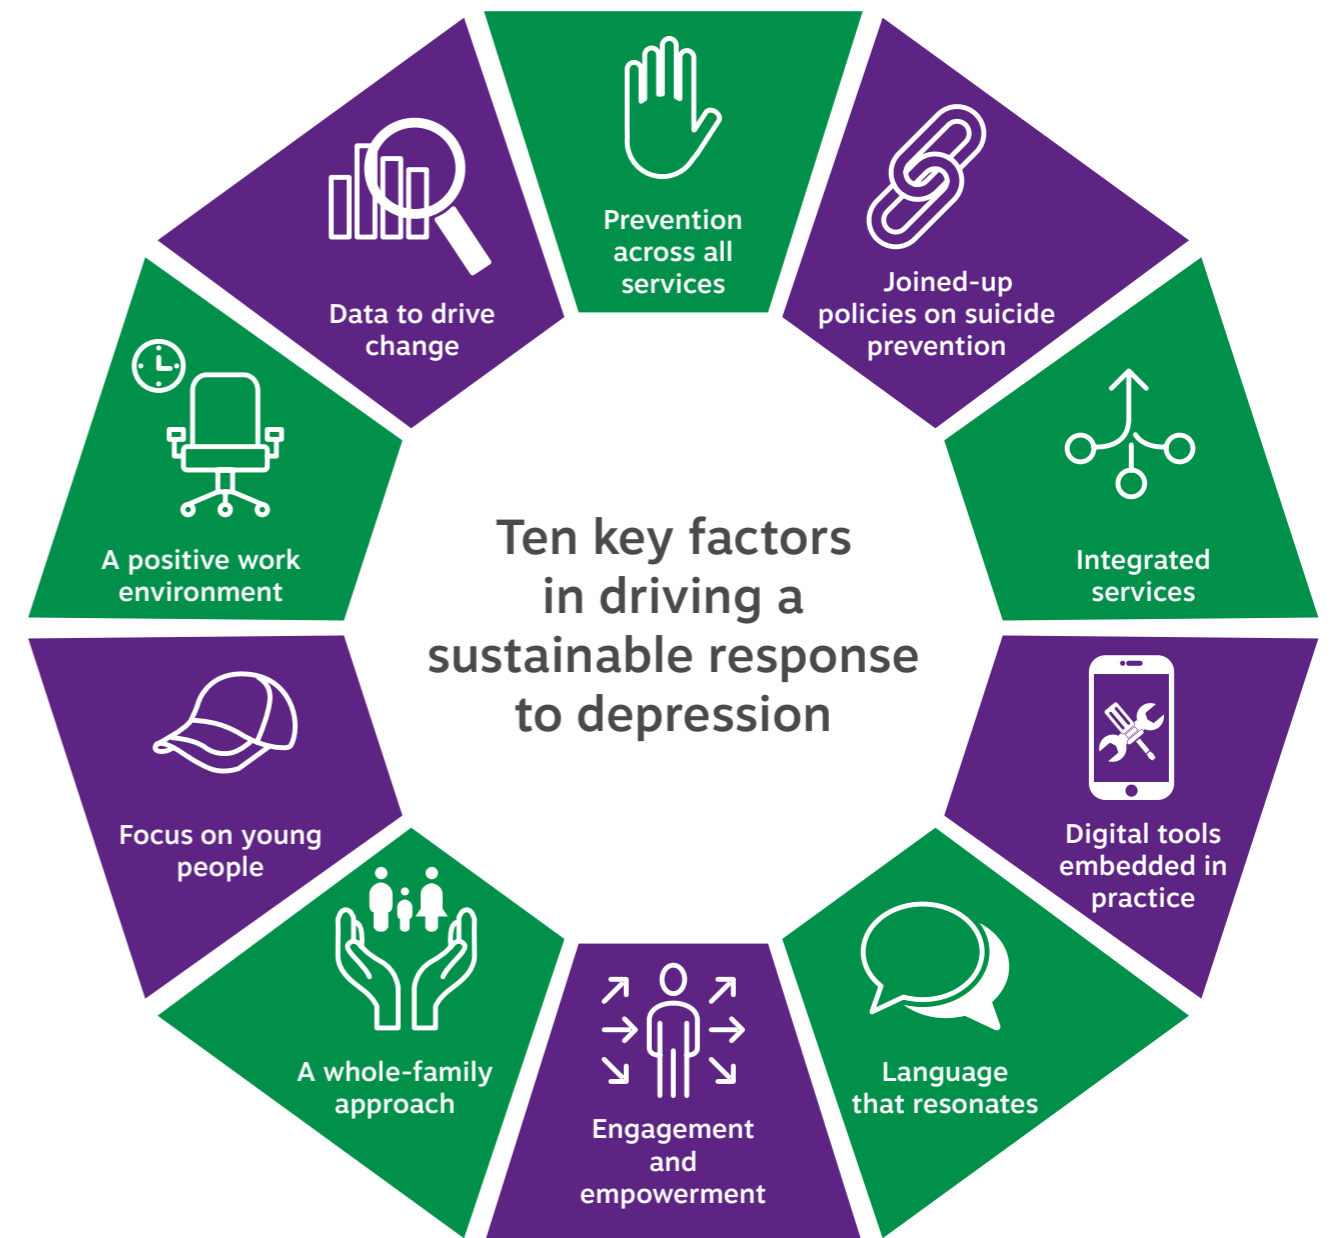 Prevention
across all
services
Joined-up
policies on suicide
prevention
Integrated
services
Digital tools
embedded in
practice
Language
that resonates
Engagement
and
empowerment
A whole-family
approach
Focus on young
people
A positive work
environment
Data to drive
change
Ten key factors
in driving a
sustainable response
to depression